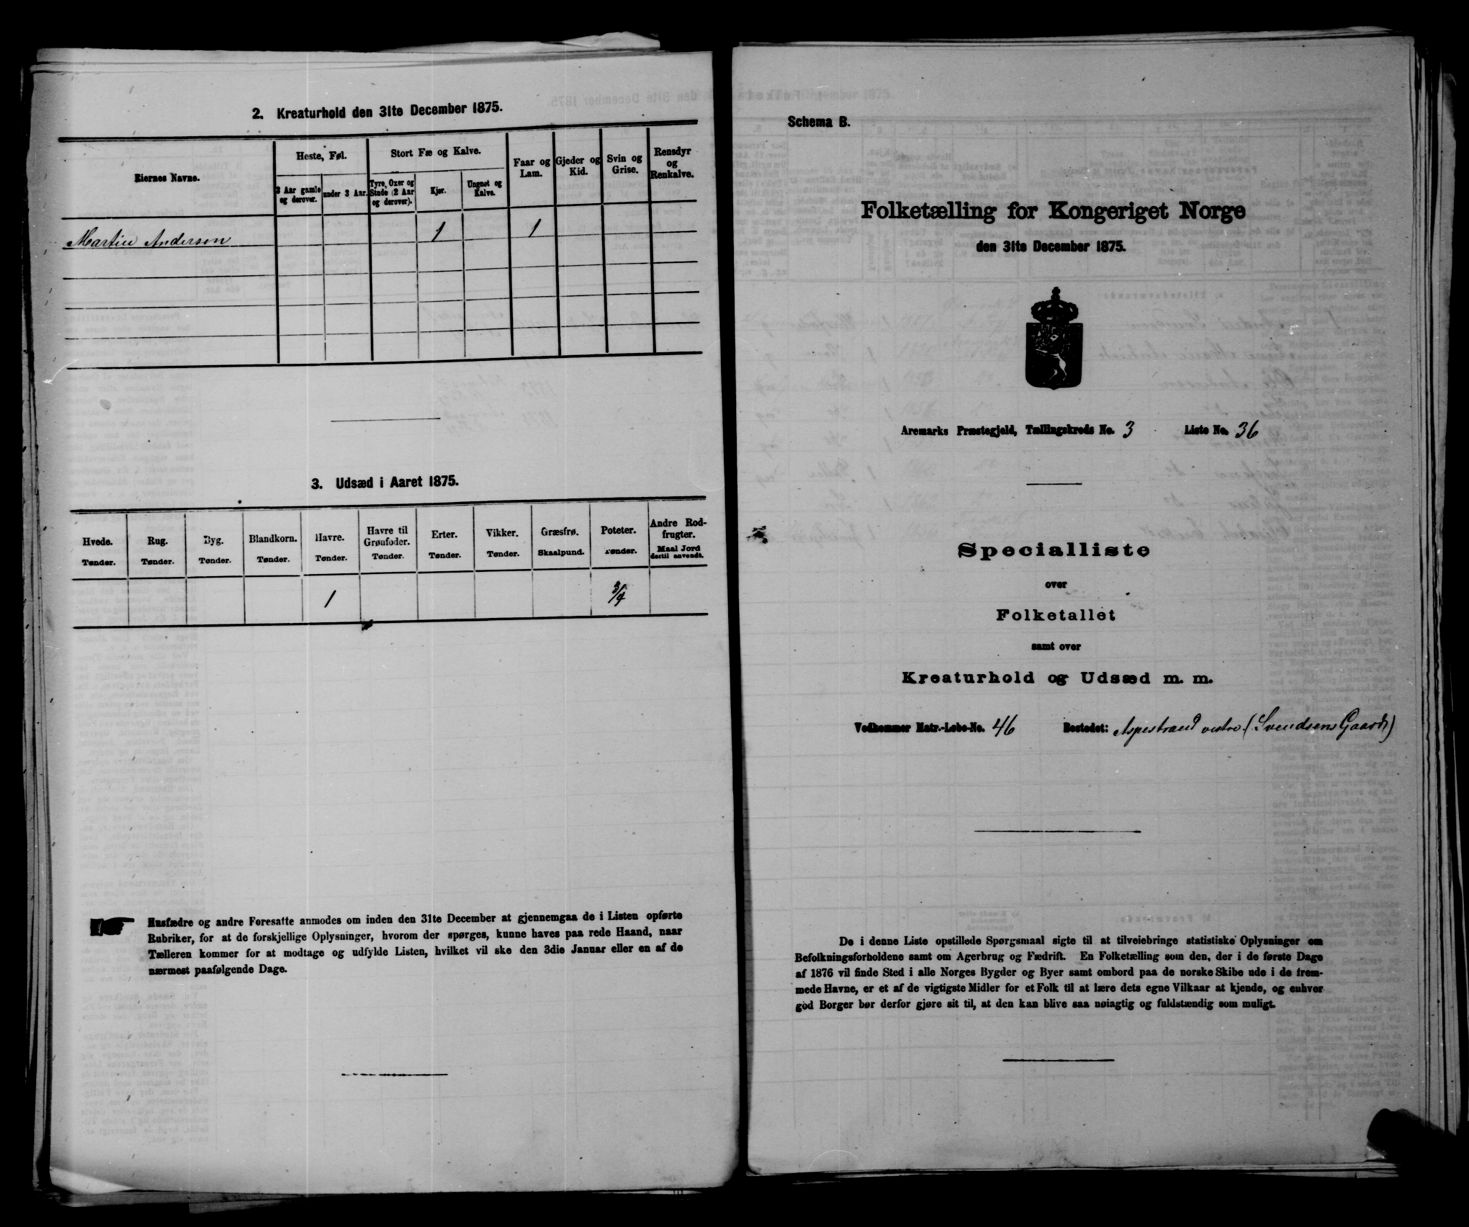 2. Kreaturhold den 31te December 1875.
Eiernes Navne.
Heste, Føl.
Stort Fæ og Kalve.
Faar og Lam.
Gjeder og Kid.
Svin og Grise.
Rensdyr og Renkalve.
3 Aar gamle og derover.
under 3 Aar.
Tyre, Oxer og Stude (2 Aar og derover).
Kjør.
Ungnøt og Kalve.
Martin Anderson 1 1
3. Udsæd i Aaret 1875.
Hvede. Rug. Byg. Blandkorn. Havre. Havre til Grønfoder. Erter. Vikker. Græsfrø. Poteter. Andre Rodfrugter.
Tønder. Tønder. Tønder. Tønder. Tønder. Tønder. Tønder. Tønder. Skaalpund. Tønder. Maal Jord dertil anvendt.
1 3/4
Husfædre og andre Foresatte anmodes om inden den 31te December at gjennemgaa de i Listen opførte
Rubriker, for at de forskjellige Oplysninger, hvorom der spørges, kunne haves paa rede Haand, naar
Tælleren kommer for at modtage og udfylde Listen, hvilket vil ske den 3die Januar eller en af de
nærmest paafølgende Dage.
Schema B.
Folketælling for Kongeriget Norge
den 31te December 1875.
Aremarks Præstegjeld, Tællingskreds No. 3 Liste No. 36
Specialliste
over
Folketallet
samt over
Kreaturhold og Udsæd m. m.
Vedkommer Matr.-Løbe-No. 46 Bostedet: Aspestrand vestre (Svendsens Gaard)
De i denne Liste opstillede Spørgsmaal sigte til at tilveiebringe statistiske Oplysninger om
Befolkningsforholdene samt om Agerbrug og Fædrift. En Folketælling som den, der i de første Dage
af 1876 vil finde Sted i alle Norges Bygder og Byer samt ombord paa de norske Skibe ude i de frem-
mede Havne, er et af de vigtigste Midler for et Folk til at lære dets egne Vilkaar at kjende, og enhver
god Borger bør derfor gjøre sit til, at den kan blive saa nøiagtig og fuldstændig som muligt.